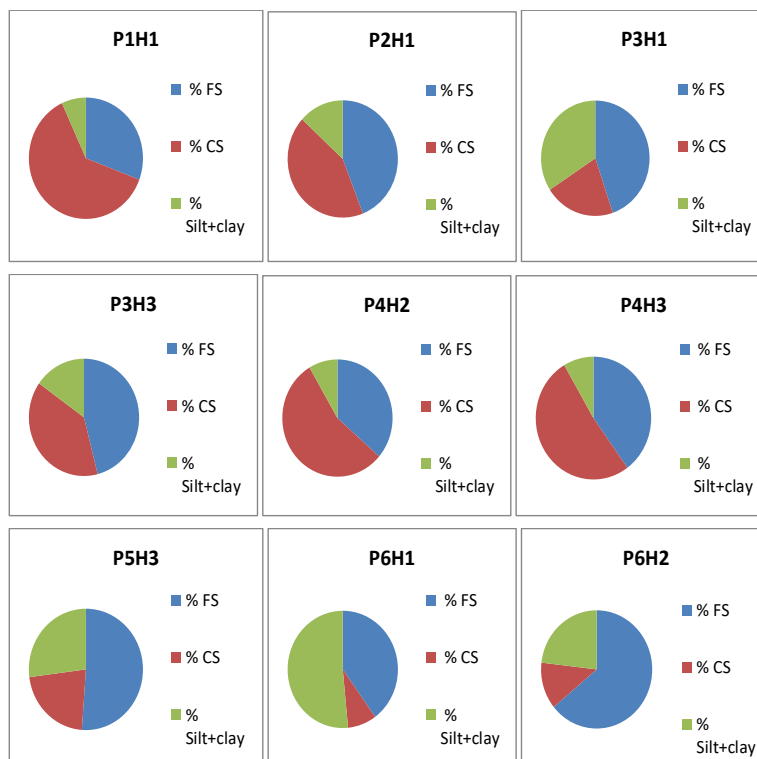 P1H1
% FS
% CS
%
Silt+clay
P2H1
% FS
% CS
%
Silt+clay
P3H1
% FS
% CS
%
Silt+clay
P3H3
% FS
% CS
%
Silt+clay
P4H2
% FS
% CS
%
Silt+clay
P4H3
% FS
% CS
%
Silt+clay
P5H3
% FS
% CS
%
Silt+clay
P6H1
% FS
% CS
%
Silt+clay
P6H2
% FS
% CS
%
Silt+clay